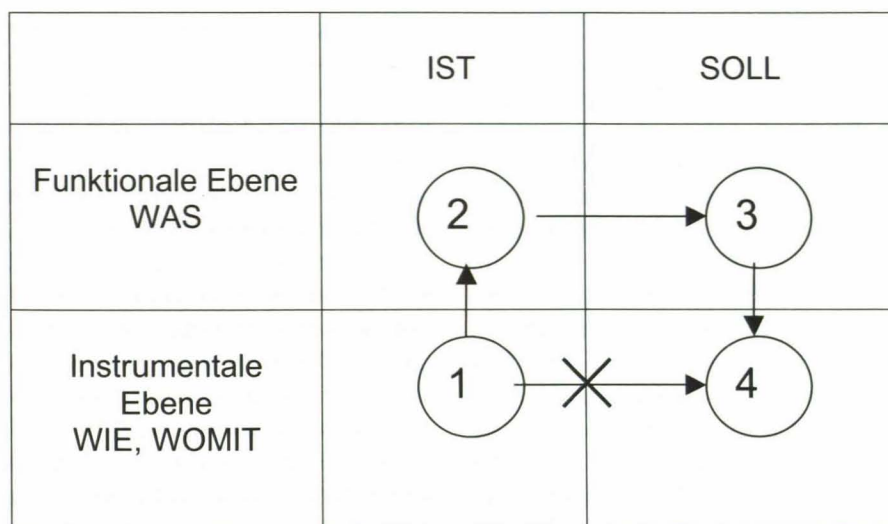 IST
SOLL
Funktionale Ebene
WAS
2
3
Instrumentale
Ebene
WIE, WOMIT
1
4